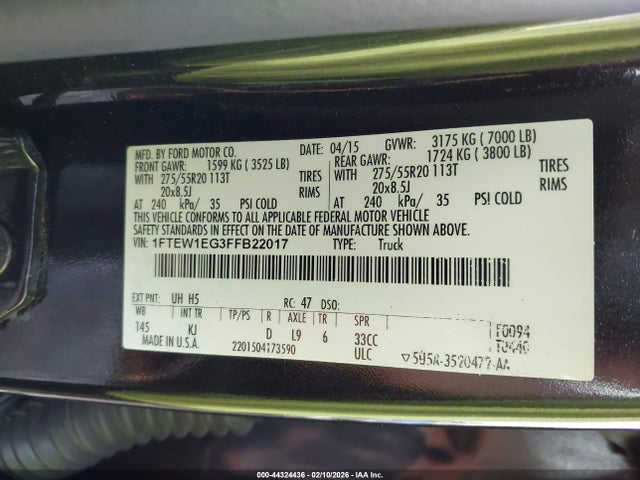 MFD. BY FORD MOTOR CO. DATE: 04/15 GVWR: 3175 KG ( 7000 LB)
FRONT GAWR: 1599 KG ( 3525 LB) REAR GAWR: 1724 KG ( 3800 LB)
WITH 275/55R20 113T TIRES WITH 275/55R20 113T TIRES
20x8.5J RIMS 20x8.5J RIMS
AT 240 kPa/ 35 PSI COLD AT 240 kPa/ 35 PSI COLD
THIS VEHICLE CONFORMS TO ALL APPLICABLE FEDERAL MOTOR VEHICLE
SAFETY STANDARDS IN EFFECT ON THE DATE OF MANUFACTURE SHOWN ABOVE.
VIN: 1FTEW1EG3FFB22017 TYPE: Truck
EXT PNT: UH H5 RC: 47 DSO:
WB INT TR TP/PS R AXLE TR SPR
145 KJ D L9 6 33CC
MADE IN U.S.A. 2201504173590 ULC
F0094
T0440
5U5A-3520472-AA
000-44324436 - 02/10/2026 - IAA Inc.